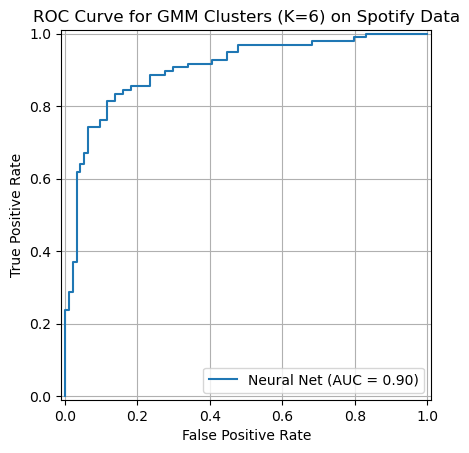 ROC Curve for GMM Clusters (K=6) on Spotify Data
1.0
0.8
0.6
0.4
0.2
0.0
True Positive Rate
Neural Net (AUC = 0.90)
0.0 0.2 0.4 0.6 0.8 1.0
False Positive Rate